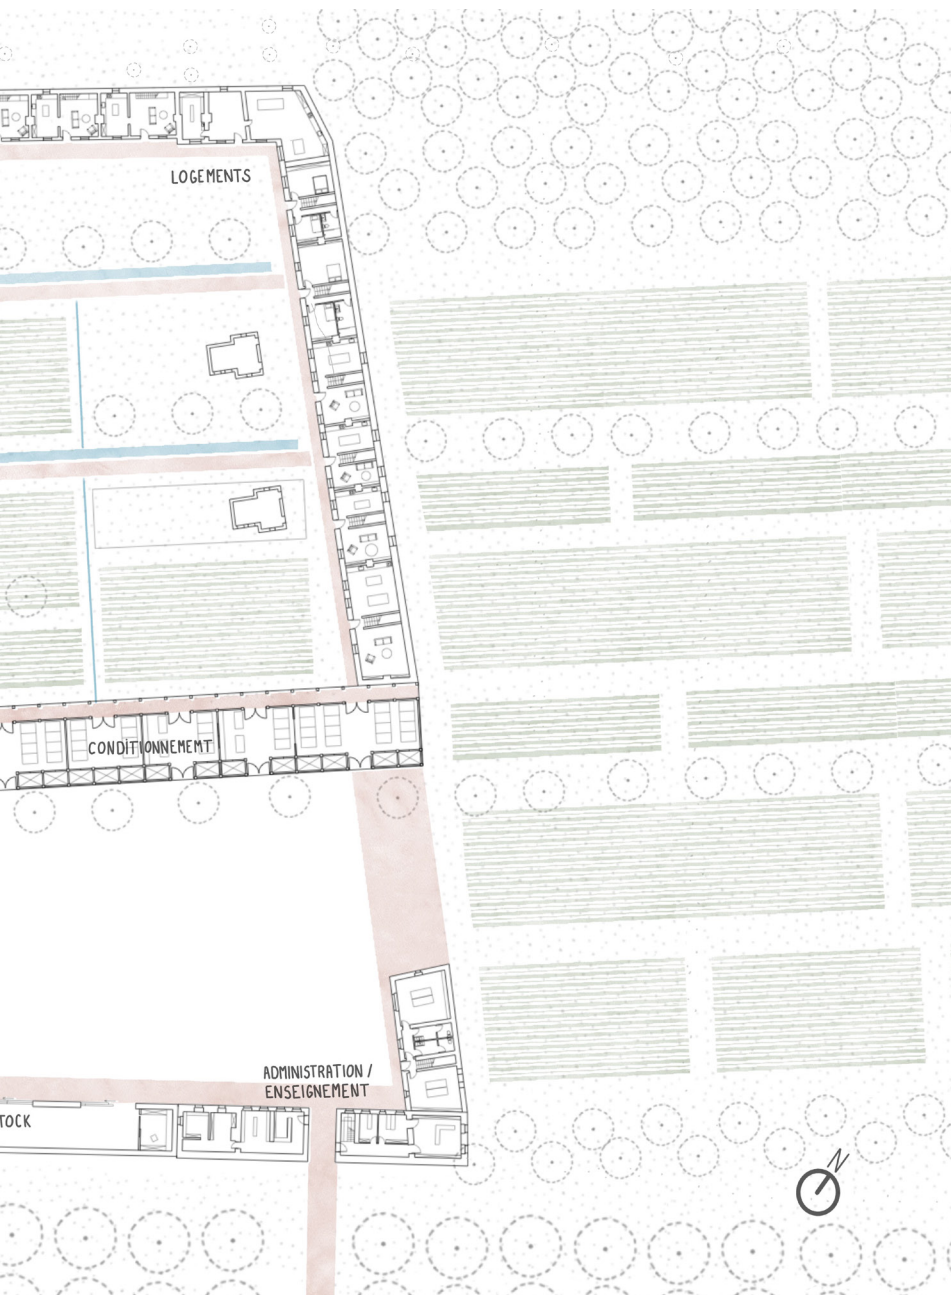 LOGEMENTS
CONDITIONNEMEMT
ADMINISTRATION /
ENSEIGNEMENT
TOCK
N